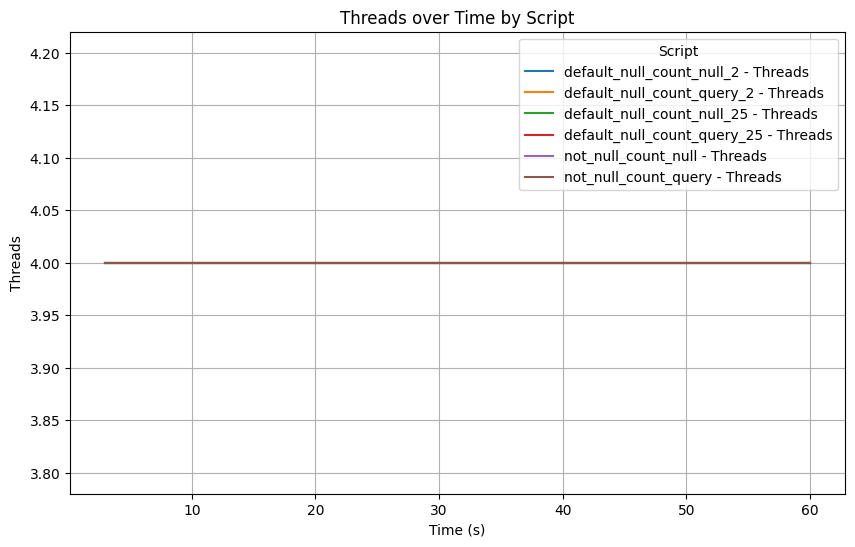 Threads over Time by Script
Script
default_null_count_null_2 - Threads
default_null_count_query_2 - Threads
default_null_count_null_25 - Threads
default_null_count_query_25 - Threads
not_null_count_null - Threads
not_null_count_query - Threads
4.20
4.15
4.10
4.05
4.00
3.95
3.90
3.85
3.80
Threads
10
20
30
40
50
60
Time (s)